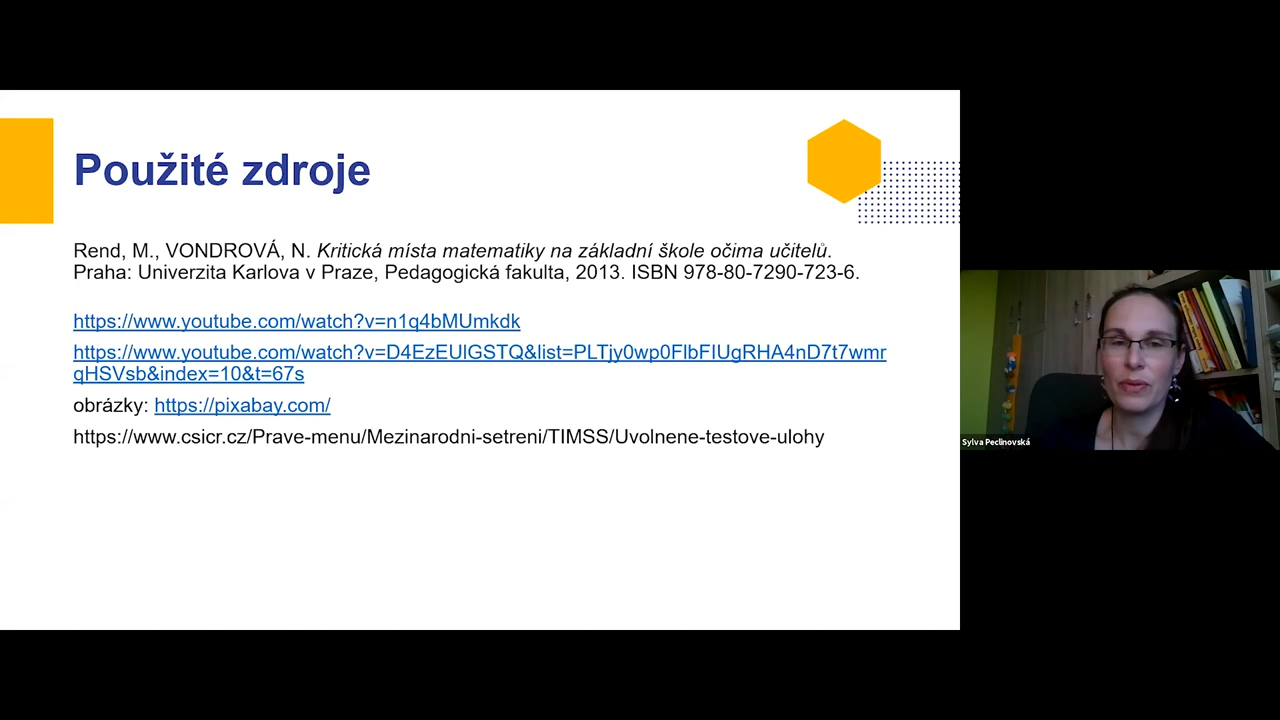 Použité zdroje
Rend, M., VONDROVÁ, N. Kritická místa matematiky na základní škole očima učitelů.
Praha: Univerzita Karlova v Praze, Pedagogická fakulta, 2013. ISBN 978-80-7290-723-6.
https://www.youtube.com/watch?v=n1q4bMUmkdk
https://www.youtube.com/watch?v=D4EzEUlGSTQ&list=PLTjy0wp0FlbFIUgRHA4nD7t7wmr
qHSVsb&index=10&t=67s
obrázky: https://pixabay.com/
https://www.csicr.cz/Prave-menu/Mezinarodni-setreni/TIMSS/Uvolnene-testove-ulohy
Sylva Peclinovská